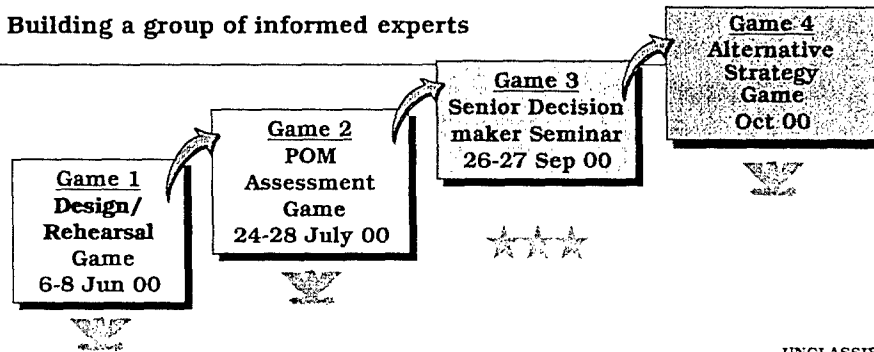 Building a group of informed experts
Game 1
Design/
Rehearsal
Game
6-8 Jun 00
Game 2
POM
Assessment
Game
24-28 July 00
Game 3
Senior Decision
maker Seminar
26-27 Sep 00
Game 4
Alternative
Strategy
Game
Oct 00